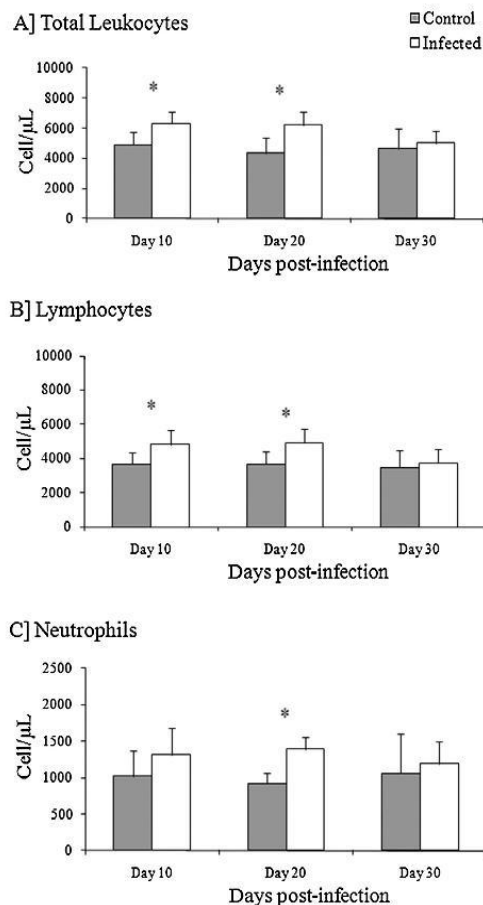 A] Total Leukocytes
Control
Infected
*
*
10000
8000
6000
4000
2000
0
Cell/µL
Day 10
Day 20
Day 30
Days post-infection
B] Lymphocytes
*
*
10000
8000
6000
4000
2000
0
Cell/µL
Day 10
Day 20
Day 30
Days post-infection
C] Neutrophils
*
2500
2000
1500
1000
500
0
Cell/µL
Day 10
Day 20
Day 30
Days post-infection